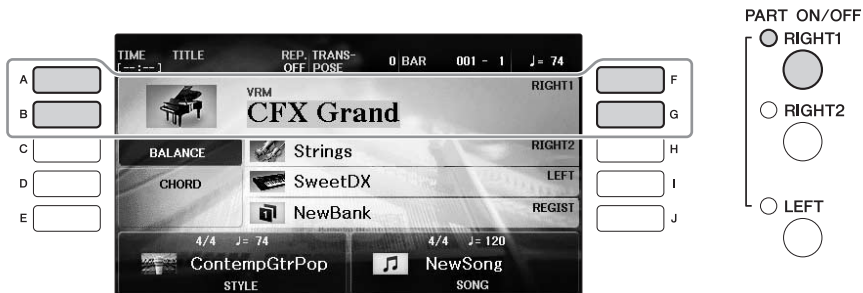 PART ON/OFF
TIME TITLE REP. TRANS-
[--:--] OFF POSE 0 BAR 001 - 1 ♩= 74
RIGHT1
A
F
VRM
RIGHT1
CFX Grand
B
G
RIGHT2
C
BALANCE
Strings
RIGHT2
H
D
CHORD
SweetDX
LEFT
I
E
1
NewBank
REGIST
J
LEFT
4/4 ♩= 74
4/4 ♩= 120
ContempGtrPop
NewSong
STYLE
SONG